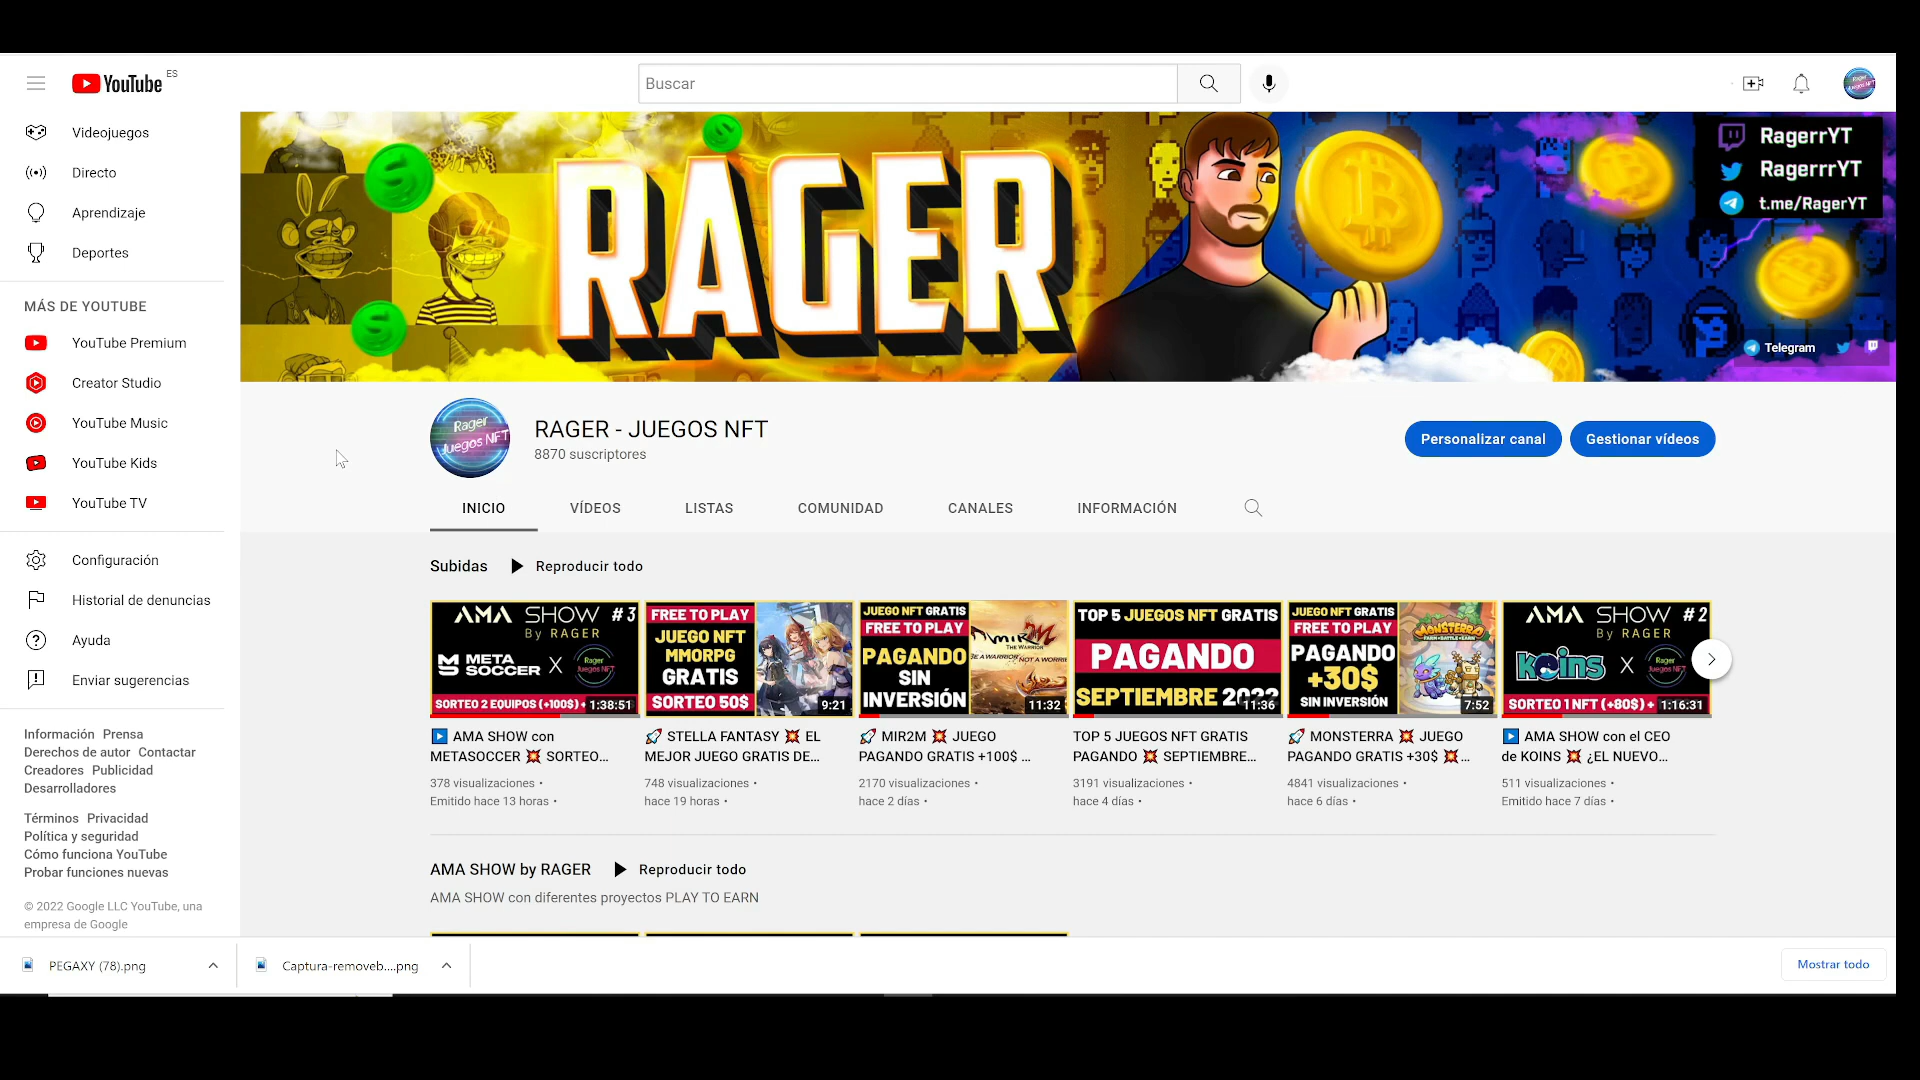 YouTube ES
Buscar
Videojuegos
Directo
Aprendizaje
Deportes
MÁS DE YOUTUBE
YouTube Premium
Creator Studio
YouTube Music
YouTube Kids
YouTube TV
Configuración
Historial de denuncias
Ayuda
Enviar sugerencias
Información Prensa
Derechos de autor Contactar
Creadores Publicidad
Desarrolladores
Términos Privacidad
Política y seguridad
Cómo funciona YouTube
Probar funciones nuevas
© 2022 Google LLC YouTube, una
empresa de Google
RAGER
RagerrYT
RagerrrYT
t.me/RagerYT
Telegram
Rager
Juegos NFT
RAGER - JUEGOS NFT
8870 suscriptores
Personalizar canal
Gestionar vídeos
INICIO
VÍDEOS
LISTAS
COMUNIDAD
CANALES
INFORMACIÓN
Subidas
Reproducir todo
AMA SHOW #3
By RAGER
META
SOCCER X Rager
Juegos NFT
SORTEO 2 EQUIPOS (+100$) +
1:38:51
AMA SHOW con
METASOCCER 💥 SORTEO...
378 visualizaciones •
Emitido hace 13 horas •
FREE TO PLAY
JUEGO NFT
MMORPG
GRATIS
SORTEO 50$
9:21
🚀 STELLA FANTASY 💥 EL
MEJOR JUEGO GRATIS DE...
748 visualizaciones •
hace 19 horas •
JUEGO NFT GRATIS
FREE TO PLAY
PAGANDO
SIN
INVERSIÓN
11:32
🚀 MIR2M 💥 JUEGO
PAGANDO GRATIS +100$ ...
2170 visualizaciones •
hace 2 días •
TOP 5 JUEGOS NFT GRATIS
PAGANDO
SEPTIEMBRE 2022
11:36
TOP 5 JUEGOS NFT GRATIS
PAGANDO 💥 SEPTIEMBRE...
3191 visualizaciones •
hace 4 días •
JUEGO NFT GRATIS
FREE TO PLAY
PAGANDO
+30$
SIN INVERSIÓN
MONSTERRA
7:52
🚀 MONSTERRA 💥 JUEGO
PAGANDO GRATIS +30$ 💥...
4841 visualizaciones •
hace 6 días •
AMA SHOW #2
By RAGER
Koins X Rager
Juegos NFT
SORTEO 1 NFT (+80$) +
1:16:31
AMA SHOW con el CEO
de KOINS 💥 ¿EL NUEVO...
511 visualizaciones •
Emitido hace 7 días •
AMA SHOW by RAGER
Reproducir todo
AMA SHOW con diferentes proyectos PLAY TO EARN
PEGAXY (78).png
Captura-removeb....png
Mostrar todo